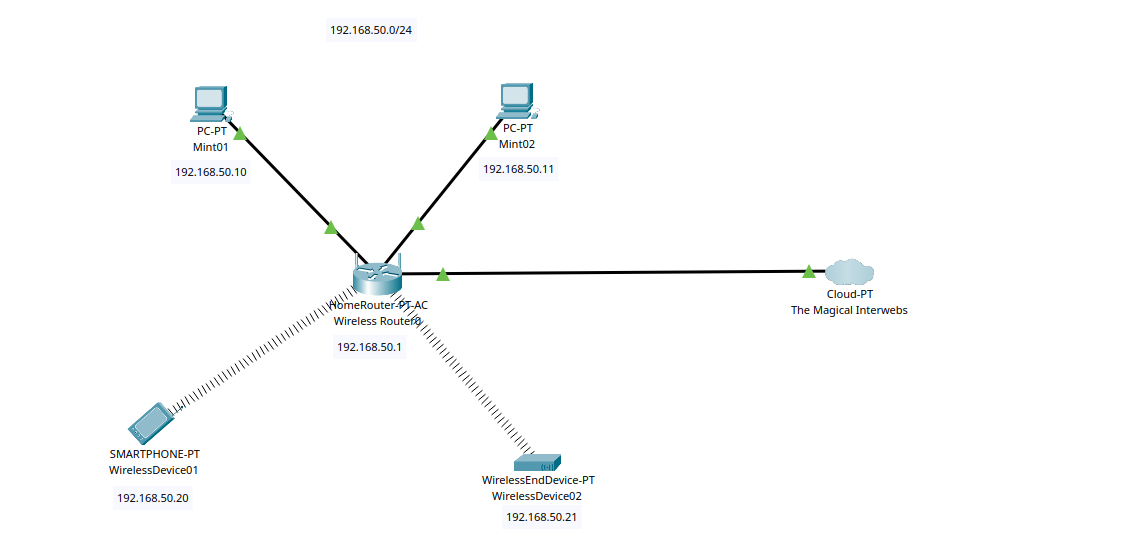 192.168.50.0/24
PC-PT
Mint01
192.168.50.10
PC-PT
Mint02
192.168.50.11
HomeRouter-PT-AC
Wireless Router0
192.168.50.1
Cloud-PT
The Magical Interwebs
SMARTPHONE-PT
WirelessDevice01
192.168.50.20
WirelessEndDevice-PT
WirelessDevice02
192.168.50.21